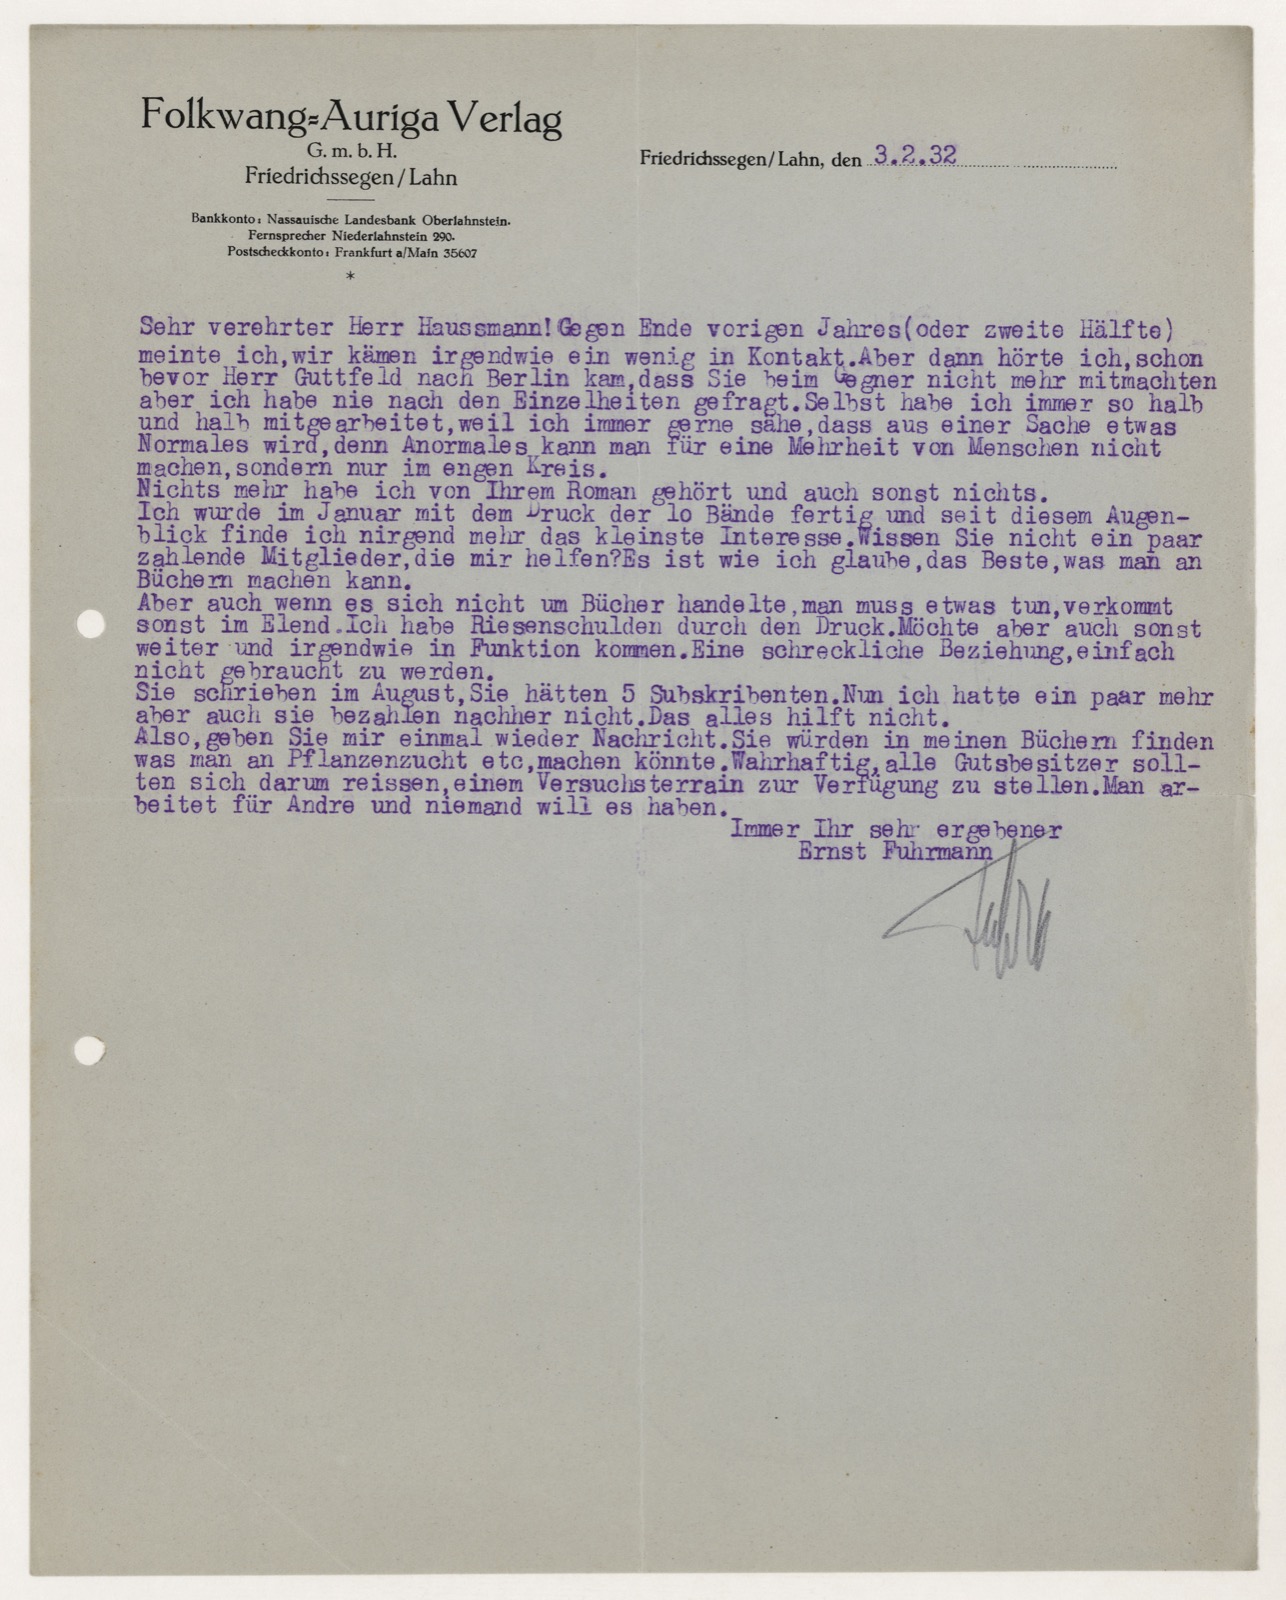 Folkwang=Auriga Verlag
G. m. b. H.
Friedrichssegen / Lahn
Bankkonto: Nassauische Landesbank Oberlahnstein.
Fernsprecher Niederlahnstein 290.
Postscheckkonto: Frankfurt a/Main 35607
*
Friedrichssegen / Lahn, den 3.2.32
Sehr verehrter Herr Haussmann! Gegen Ende vorigen Jahres(oder zweite Hälfte)
meinte ich,wir kämen irgendwie ein wenig in Kontakt.Aber dann hörte ich,schon
bevor Herr Guttfeld nach Berlin kam,dass Sie beim Gegner nicht mehr mitmachten
aber ich habe nie nach den Einzelheiten gefragt.Selbst habe ich immer so halb
und halb mitgearbeitet,weil ich immer gerne sähe,dass aus einer Sache etwas
Normales wird,denn Anormales kann man für eine Mehrheit von Menschen nicht
machen,sondern nur im engen Kreis.
Nichts mehr habe ich von Ihrem Roman gehört und auch sonst nichts.
Ich wurde im Januar mit dem Druck der lo Bände fertig und seit diesem Augen-
blick finde ich nirgend mehr das kleinste Interesse.Wissen Sie nicht ein paar
zahlende Mitglieder,die mir helfen?Es ist wie ich glaube,das Beste,was man an
Büchern machen kann.
Aber auch wenn es sich nicht um Bücher handelte,man muss etwas tun,verkommt
sonst im Elend.Ich habe Riesenschulden durch den Druck.Möchte aber auch sonst
weiter und irgendwie in Funktion kommen.Eine schreckliche Beziehung,einfach
nicht gebraucht zu werden.
Sie schrieben im August,Sie hätten 5 Subskribenten.Nun ich hatte ein paar mehr
aber auch sie bezahlen nachher nicht.Das alles hilft nicht.
Also,geben Sie mir einmal wieder Nachricht.Sie würden in meinen Büchern finden
was man an Pflanzenzucht etc,machen könnte.Wahrhaftig,alle Gutsbesitzer soll-
ten sich darum reissen,einem Versuchsterrain zur Verfügung zu stellen.Man ar-
beitet für Andre und niemand will es haben.
Immer Ihr sehr ergebener
Ernst Fuhrmann